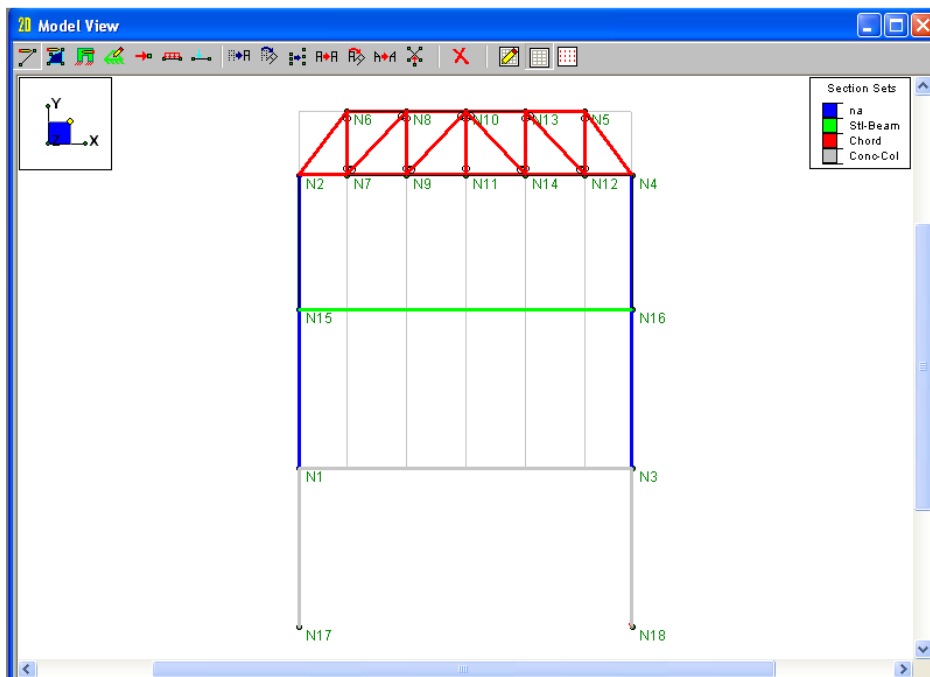 2D Model View
Y
X
Z
Section Sets
na
Stl-Beam
Chord
Conc-Col
N6 N8 N10 N13 N5
N2 N7 N9 N11 N14 N12 N4
N15 N16
N1 N3
N17 N18